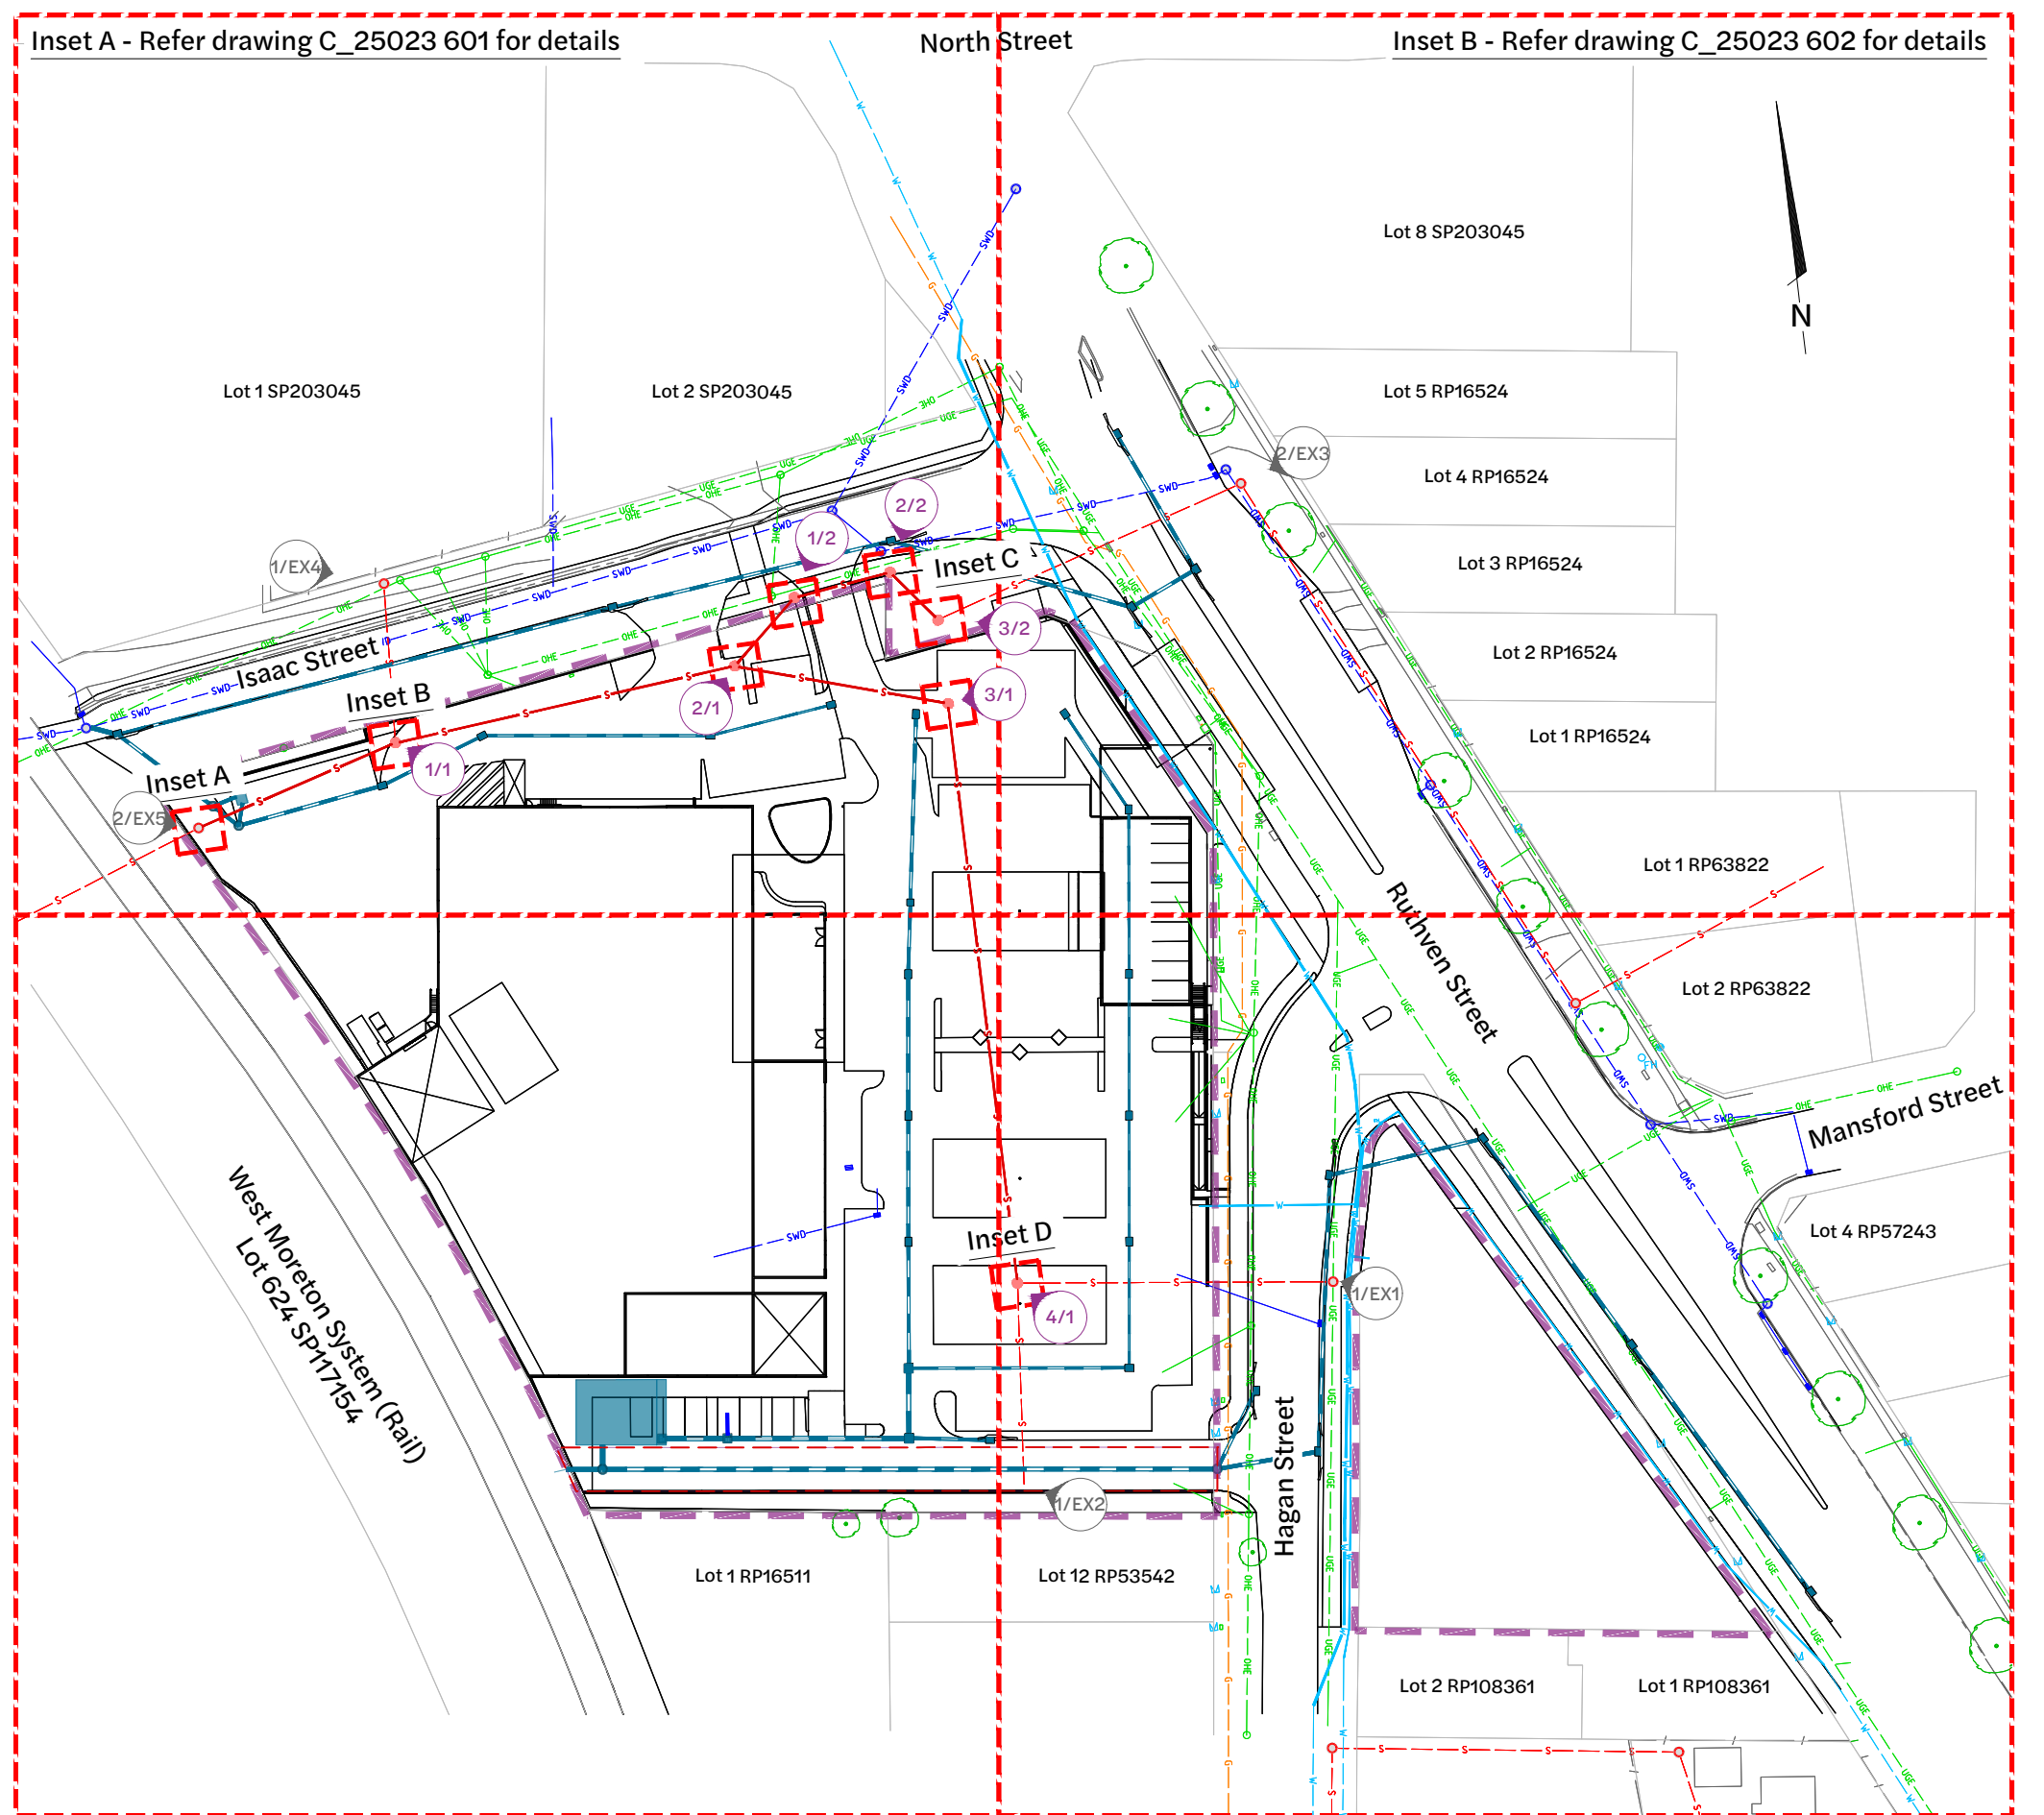 Inset A - Refer drawing C_25023 601 for details
North Street
Inset B - Refer drawing C_25023 602 for details
Lot 8 SP203045
N
Lot 1 SP203045
Lot 2 SP203045
Lot 5 RP16524
2/EX3
Lot 4 RP16524
2/2
1/2
1/EX4
Inset C
Lot 3 RP16524
3/2
Lot 2 RP16524
Isaac Street
Inset B
2/1
3/1
Lot 1 RP16524
Inset A
1/1
2/EX5
Lot 1 RP63822
Ruthven Street
Lot 2 RP63822
FH
Mansford Street
West Moreton System (Rail)
Lot 624 SP117154
Inset D
Lot 4 RP57243
1/EX1
4/1
Hagan Street
1/EX2
Lot 1 RP16511
Lot 12 RP53542
Lot 2 RP108361
Lot 1 RP108361
SWD
OHE
UGE
W
G
S